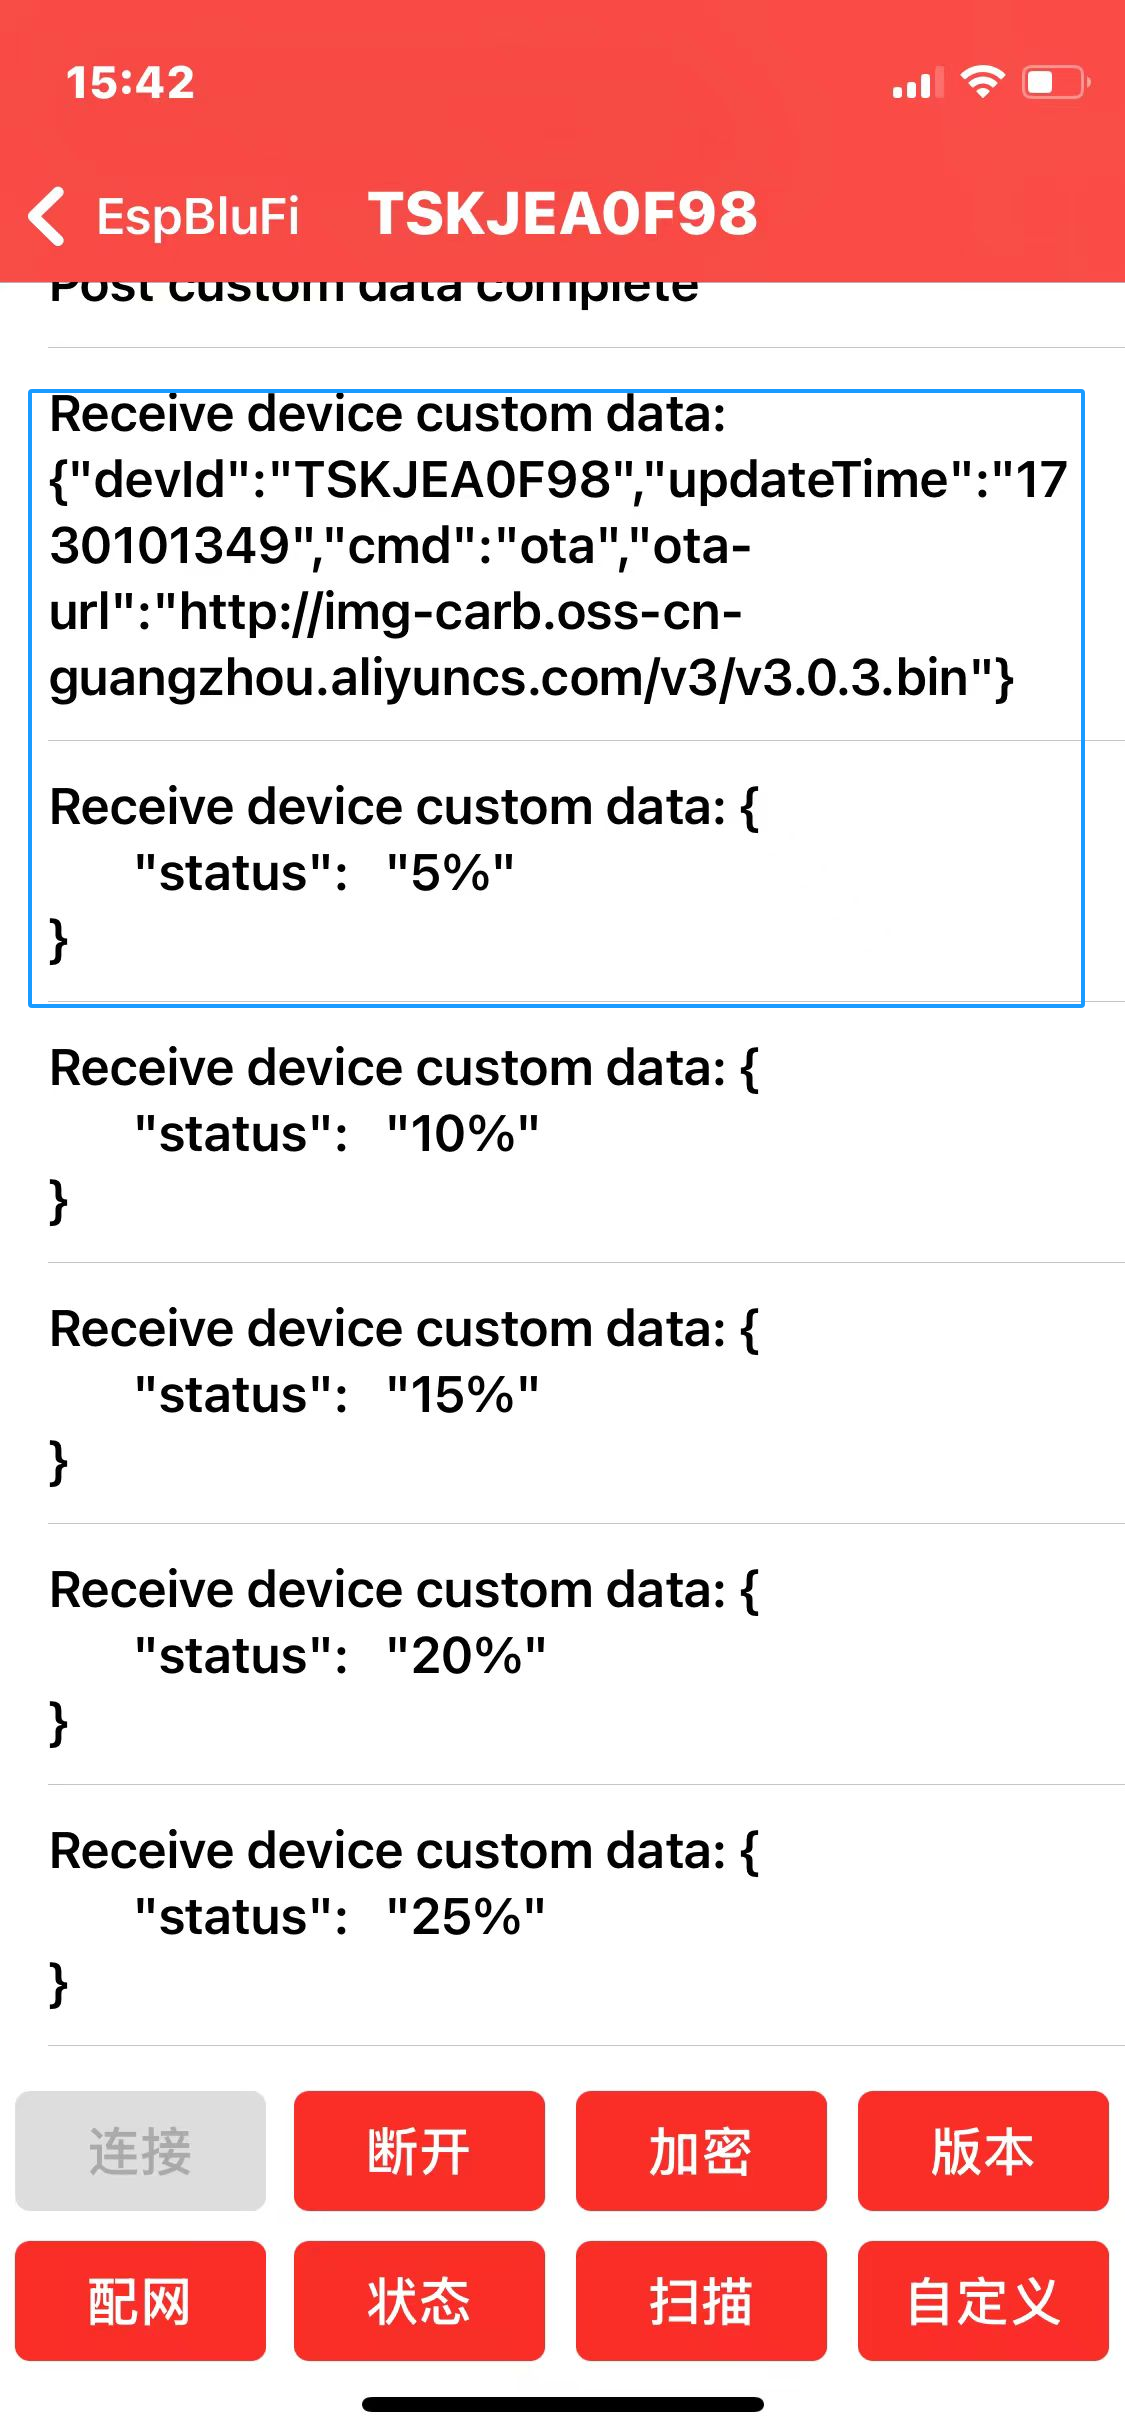 15:42
EspBluFi TSKJEA0F98
Post custom data complete
Receive device custom data:
{"devId":"TSKJEA0F98","updateTime":"17
30101349","cmd":"ota","ota-
url":"http://img-carb.oss-cn-
guangzhou.aliyuncs.com/v3/v3.0.3.bin"}
Receive device custom data: {
"status": "5%"
}
Receive device custom data: {
"status": "10%"
}
Receive device custom data: {
"status": "15%"
}
Receive device custom data: {
"status": "20%"
}
Receive device custom data: {
"status": "25%"
}
连接 断开 加密 版本
配网 状态 扫描 自定义